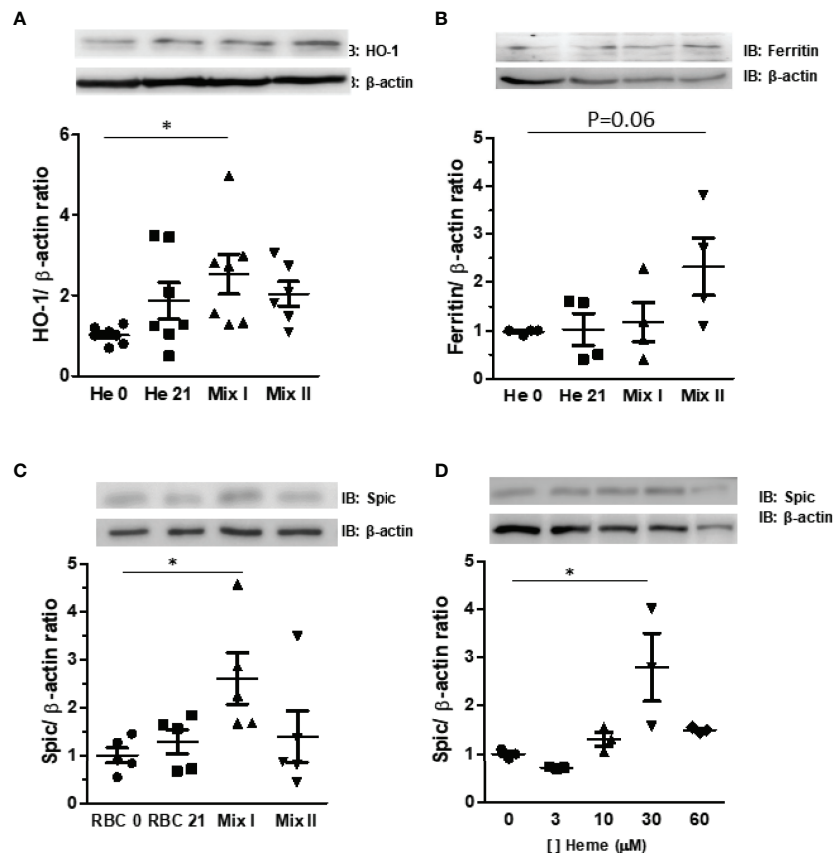 A
B: HO-1
B: β-actin
*
HO-1/ β-actin ratio
6
4
2
0
He 0 He 21 Mix I Mix II
B
IB: Ferritin
IB: β-actin
P=0.06
Ferritin/ β-actin ratio
5
4
3
2
1
0
He 0 He 21 Mix I Mix II
C
IB: Spic
IB: β-actin
*
Spic/ β-actin ratio
5
4
3
2
1
0
RBC 0 RBC 21 Mix I Mix II
D
IB: Spic
IB: β-actin
*
Spic/ β-actin ratio
5
4
3
2
1
0
0 3 10 30 60
[ ] Heme (μM)